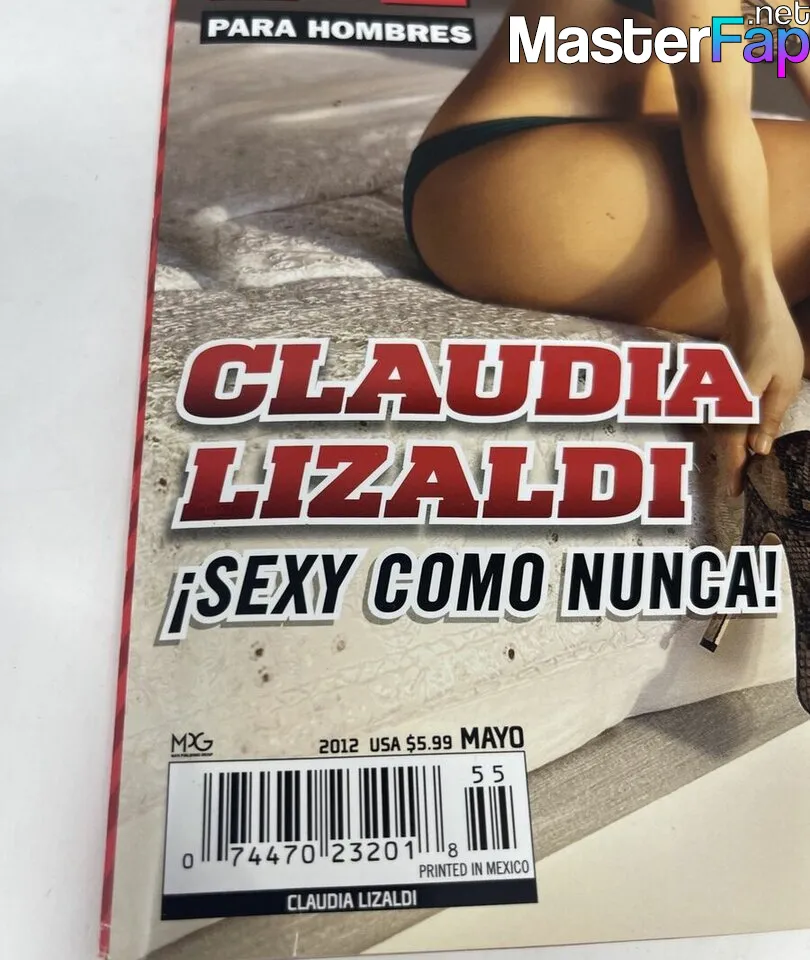 PARA HOMBRES
MasterFap
.net
CLAUDIA
LIZALDI
¡SEXY COMO NUNCA!
MXG
2012 USA $5.99 MAYO
55
0 74470 23201 8
PRINTED IN MEXICO
CLAUDIA LIZALDI